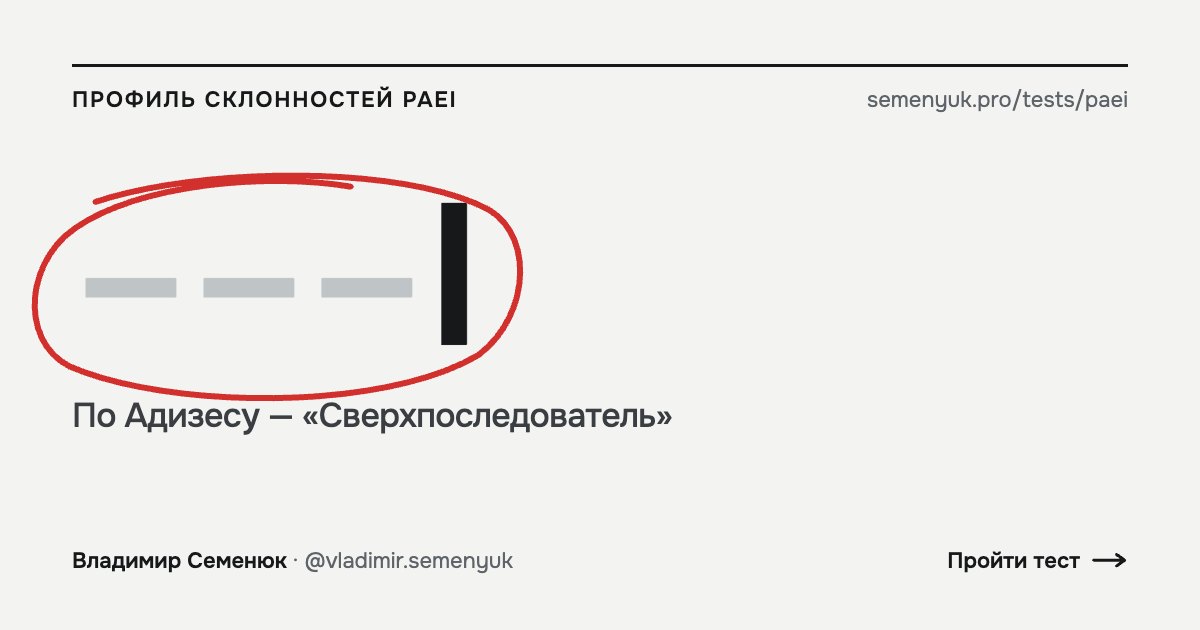 ПРОФИЛЬ СКЛОННОСТЕЙ PAEI
semenyuk.pro/tests/paei
– – – I
По Адизесу — «Сверхпоследователь»
Владимир Семенюк · @vladimir.semenyuk
Пройти тест →